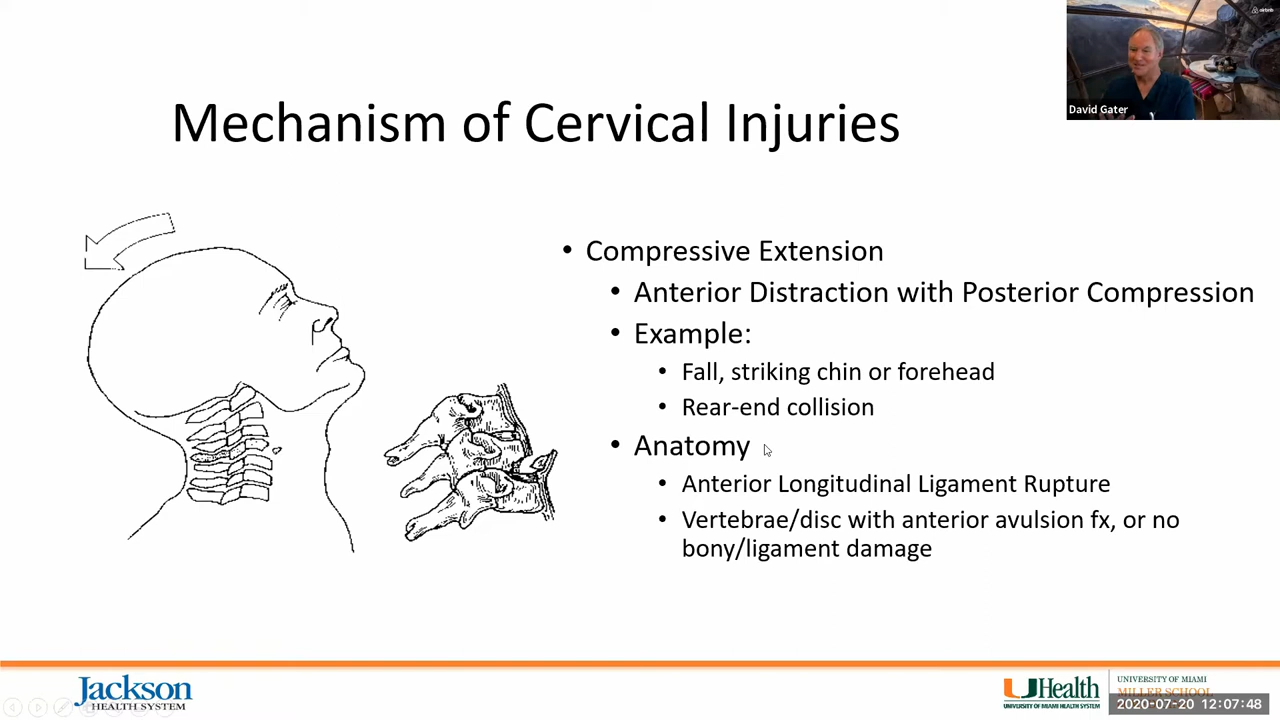 airbnb
David Gater
Mechanism of Cervical Injuries
• Compressive Extension
• Anterior Distraction with Posterior Compression
• Example:
• Fall, striking chin or forehead
• Rear-end collision
• Anatomy
• Anterior Longitudinal Ligament Rupture
• Vertebrae/disc with anterior avulsion fx, or no
bony/ligament damage
Jackson
HEALTH SYSTEM
UHealth
UNIVERSITY OF MIAMI HEALTH SYSTEM
UNIVERSITY OF MIAMI
MILLER SCHOOL
2020-07-20 12:07:48